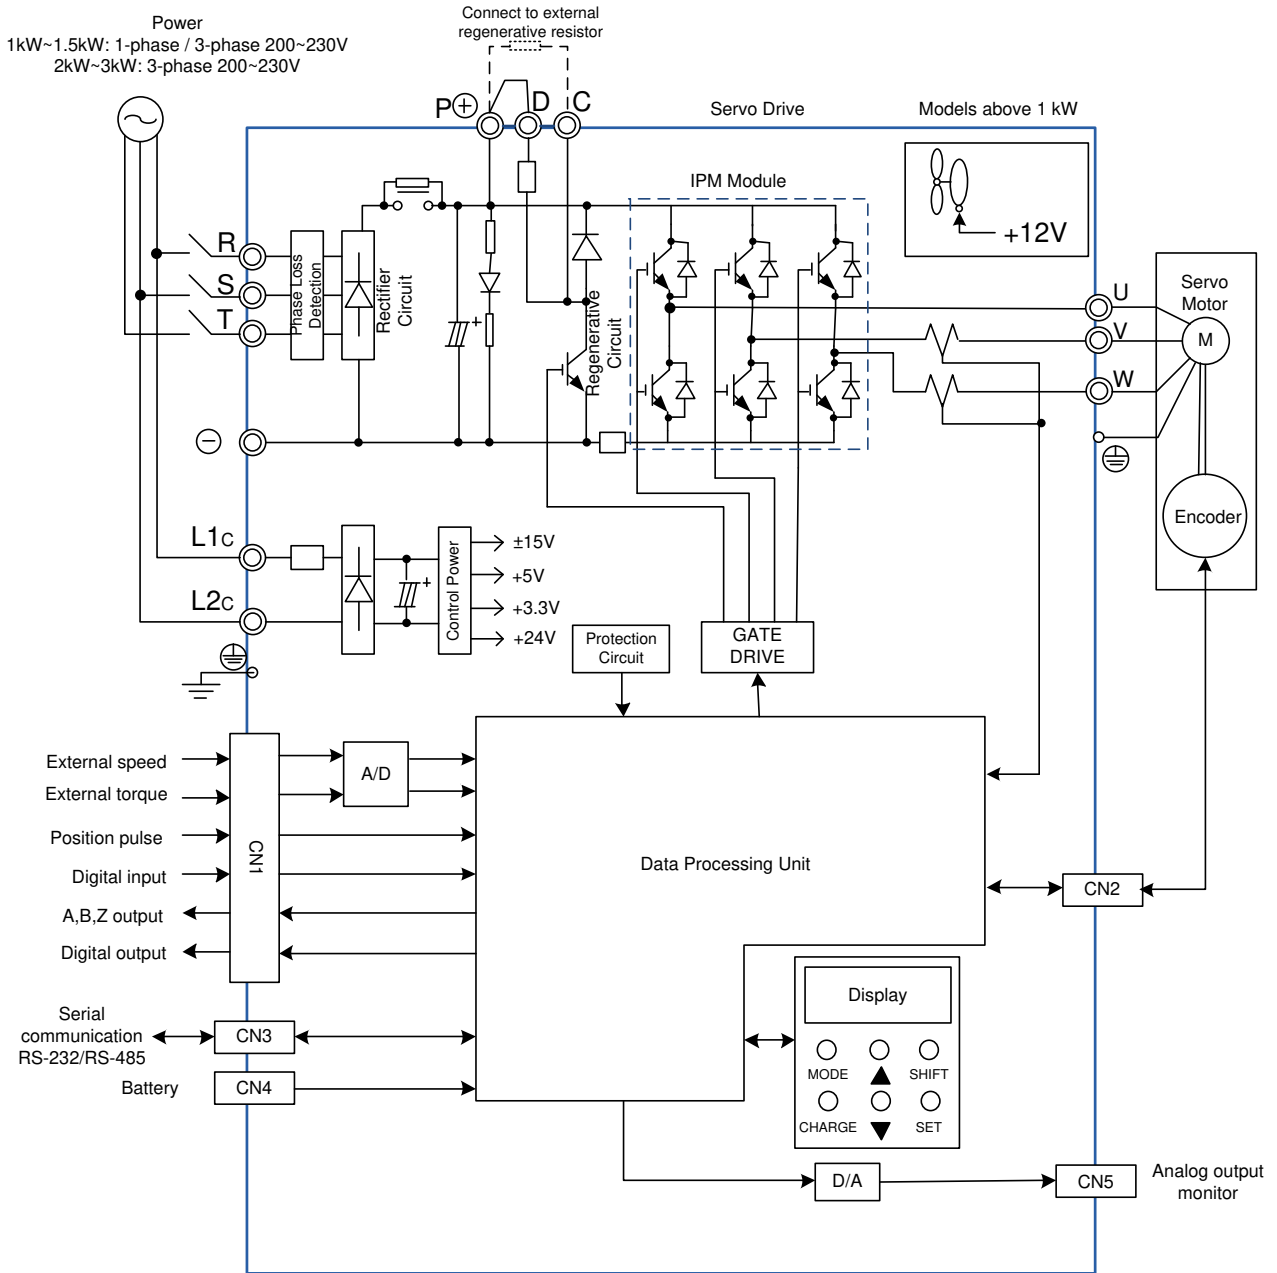 Power
1kW~1.5kW: 1-phase / 3-phase 200~230V
2kW~3kW: 3-phase 200~230V
Connect to external
regenerative resistor
P⊕
D
C
Servo Drive
Models above 1 kW
IPM Module
+12V
R
S
T
Phase Loss
Detection
Rectifier
Circuit
+
Regenerative
Circuit
U
V
W
Servo
Motor
M
Encoder
⊖
L1C
L2C
+
Control Power
±15V
+5V
+3.3V
+24V
Protection
Circuit
GATE
DRIVE
External speed
External torque
Position pulse
Digital input
A,B,Z output
Digital output
CN1
A/D
Data Processing Unit
CN2
Serial
communication
RS-232/RS-485
CN3
Battery
CN4
Display
MODE
▲
SHIFT
CHARGE
▼
SET
D/A
CN5
Analog output
monitor